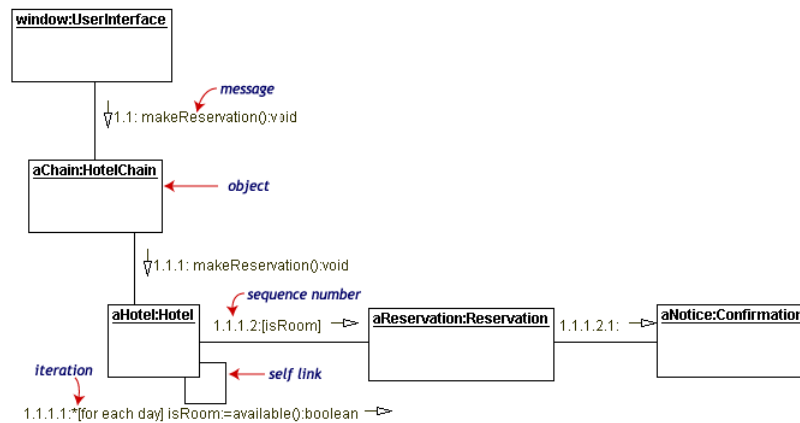 window:UserInterface
message
1.1: makeReservation():void
aChain:HotelChain
object
1.1.1: makeReservation():void
sequence number
aHotel:Hotel
1.1.1.2:[isRoom]
aReservation:Reservation
1.1.1.2.1:
aNotice:Confirmation
iteration
self link
1.1.1.1:*[for each day] isRoom:=available():boolean